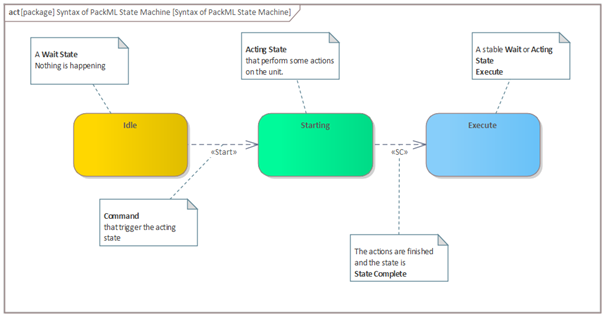 act [package] Syntax of PackML State Machine [Syntax of PackML State Machine]
A Wait State
Nothing is happening
Acting State
that perform some actions
on the unit.
A stable Wait or Acting
State
Execute
Idle
Starting
Execute
«Start»
«SC»
Command
that trigger the acting
state
The actions are finished
and the state is
State Complete